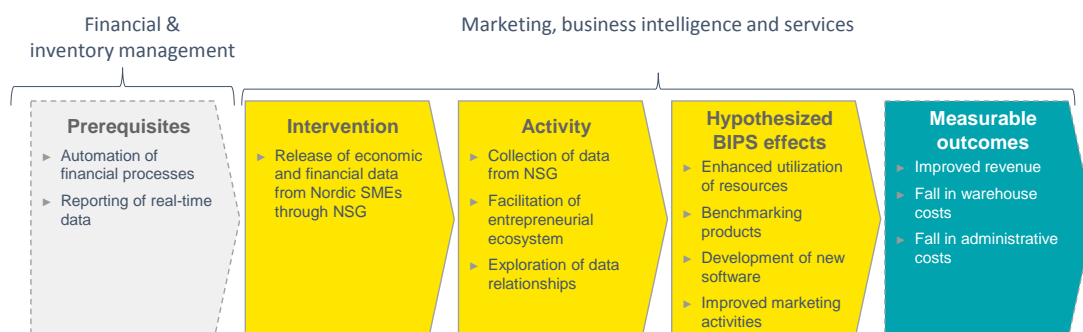 Financial &
inventory management
Marketing, business intelligence and services
Prerequisites
► Automation of
financial processes
► Reporting of real-time
data
Intervention
► Release of economic
and financial data
from Nordic SMEs
through NSG
Activity
► Collection of data
from NSG
► Facilitation of
entrepreneurial
ecosystem
► Exploration of data
relationships
Hypothesized
BIPS effects
► Enhanced utilization
of resources
► Benchmarking
products
► Development of new
software
► Improved marketing
activities
Measurable
outcomes
► Improved revenue
► Fall in warehouse
costs
► Fall in administrative
costs